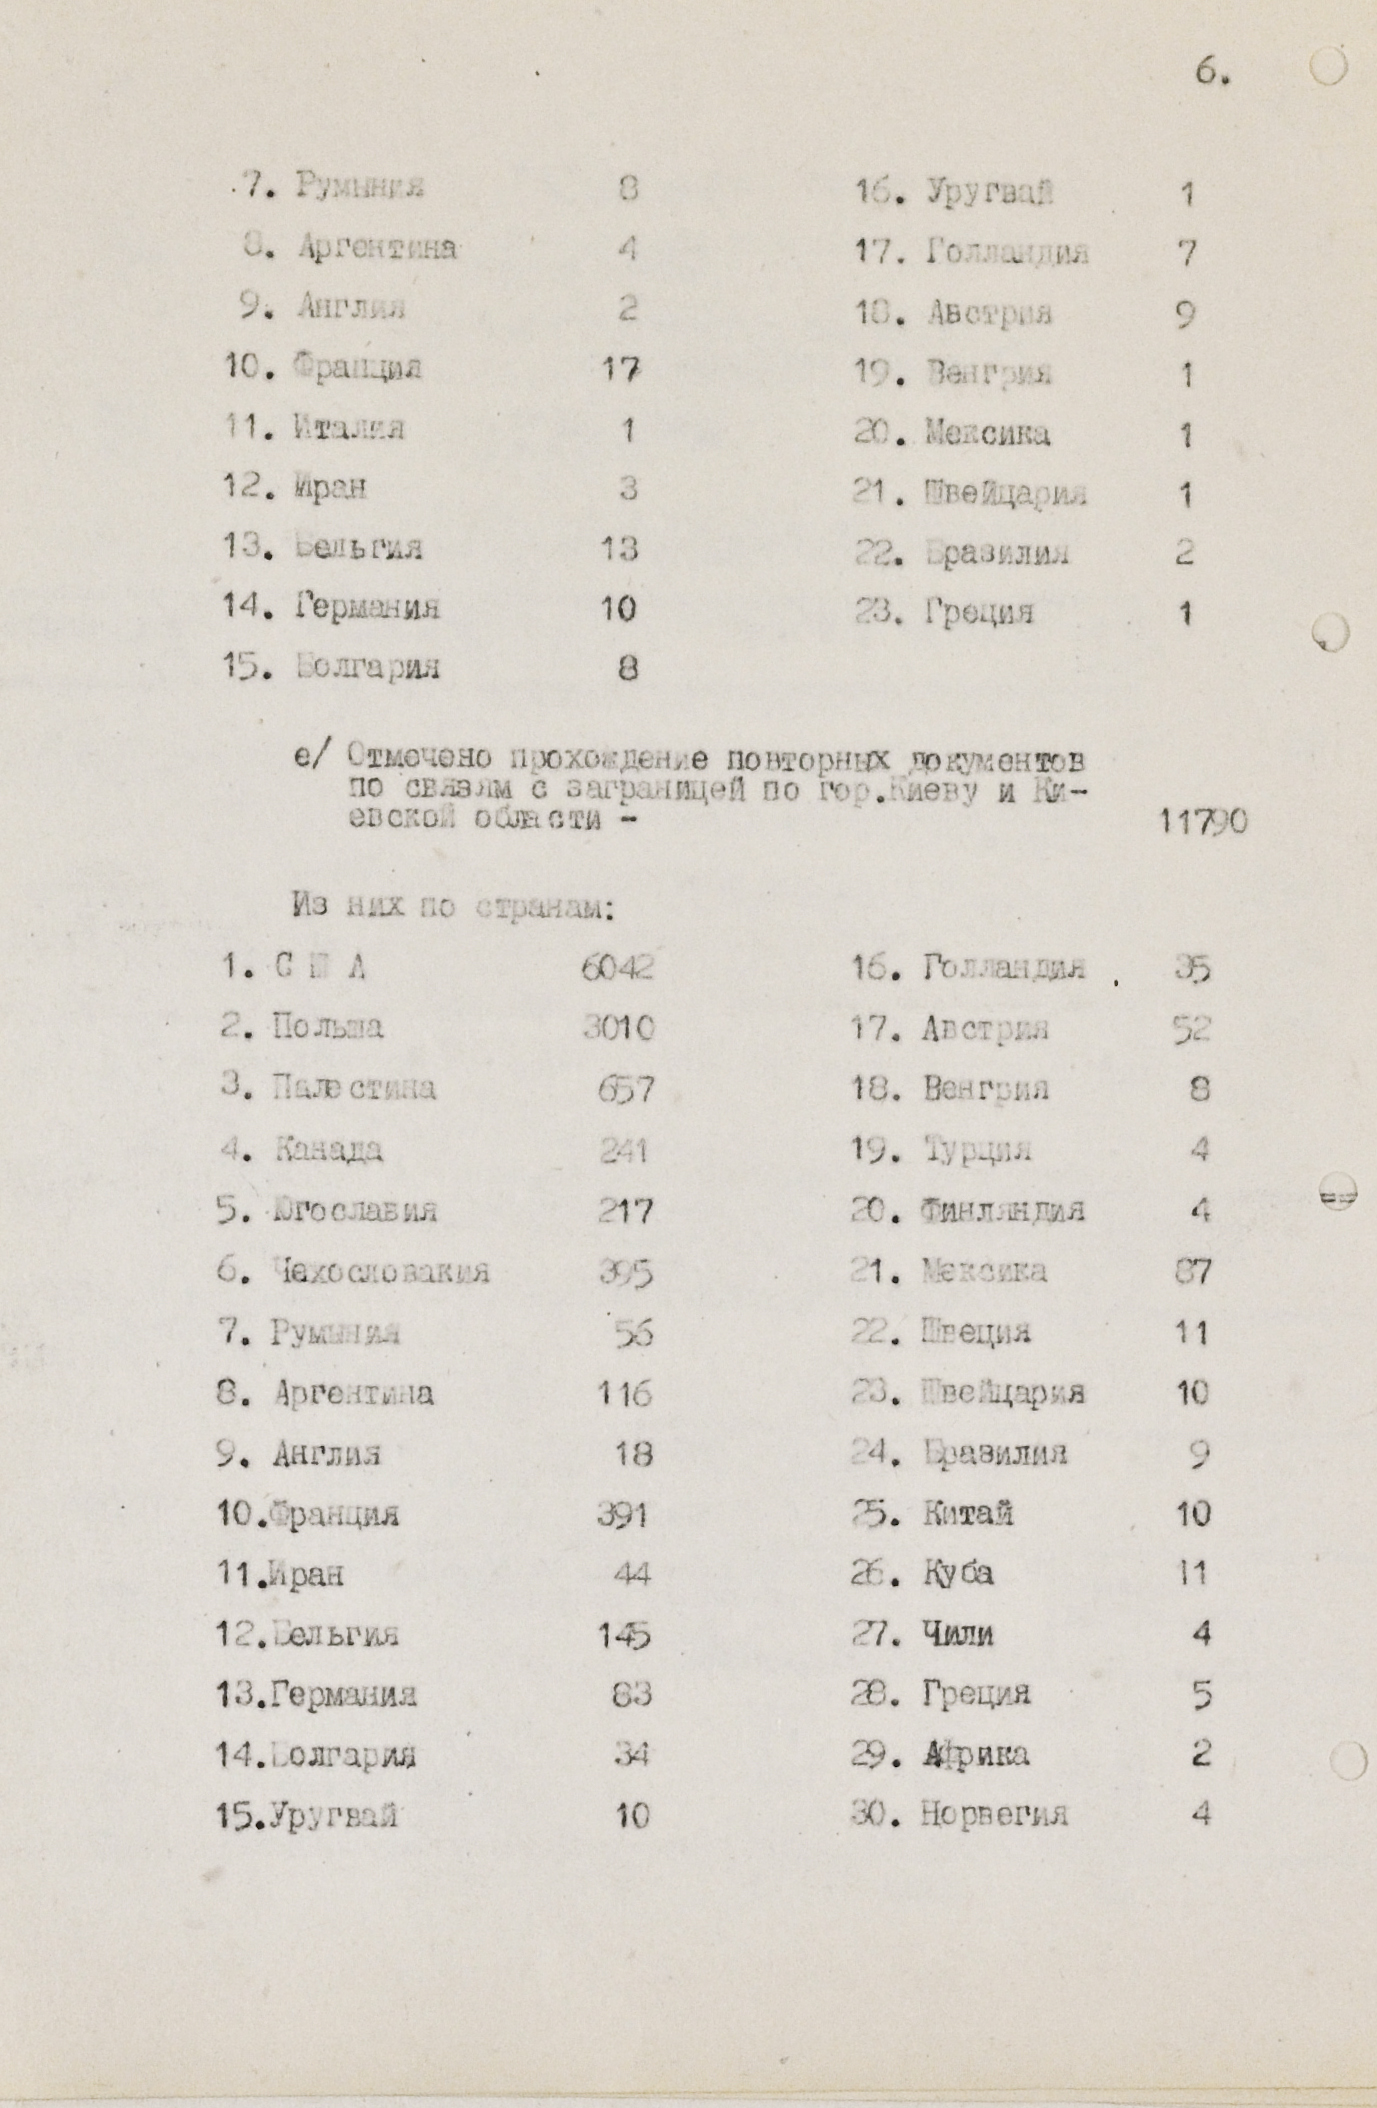 6.
7. Румыния 8
8. Аргентина 4
9. Англия 2
10. Франция 17
11. Италия 1
12. Иран 3
13. Бельгия 13
14. Германия 10
15. Болгария 8
16. Уругвай 1
17. Голландия 7
18. Австрия 9
19. Венгрия 1
20. Мексика 1
21. Швейцария 1
22. Бразилия 2
23. Греция 1
е/ Отмечено прохождение повторных документов
по связям с заграницей по гор.Киеву и Ки-
евской области - 11790
Из них по странам:
1. С Ш А 6042
2. Польша 3010
3. Палестина 657
4. Канада 241
5. Югославия 217
6. Чехословакия 395
7. Румыния 56
8. Аргентина 116
9. Англия 18
10.Франция 391
11.Иран 44
12.Бельгия 145
13.Германия 83
14.Болгария 34
15.Уругвай 10
16. Голландия 35
17. Австрия 52
18. Венгрия 8
19. Турция 4
20. Финляндия 4
21. Мексика 87
22. Швеция 11
23. Швейцария 10
24. Бразилия 9
25. Китай 10
26. Куба 11
27. Чили 4
28. Греция 5
29. Африка 2
30. Норвегия 4